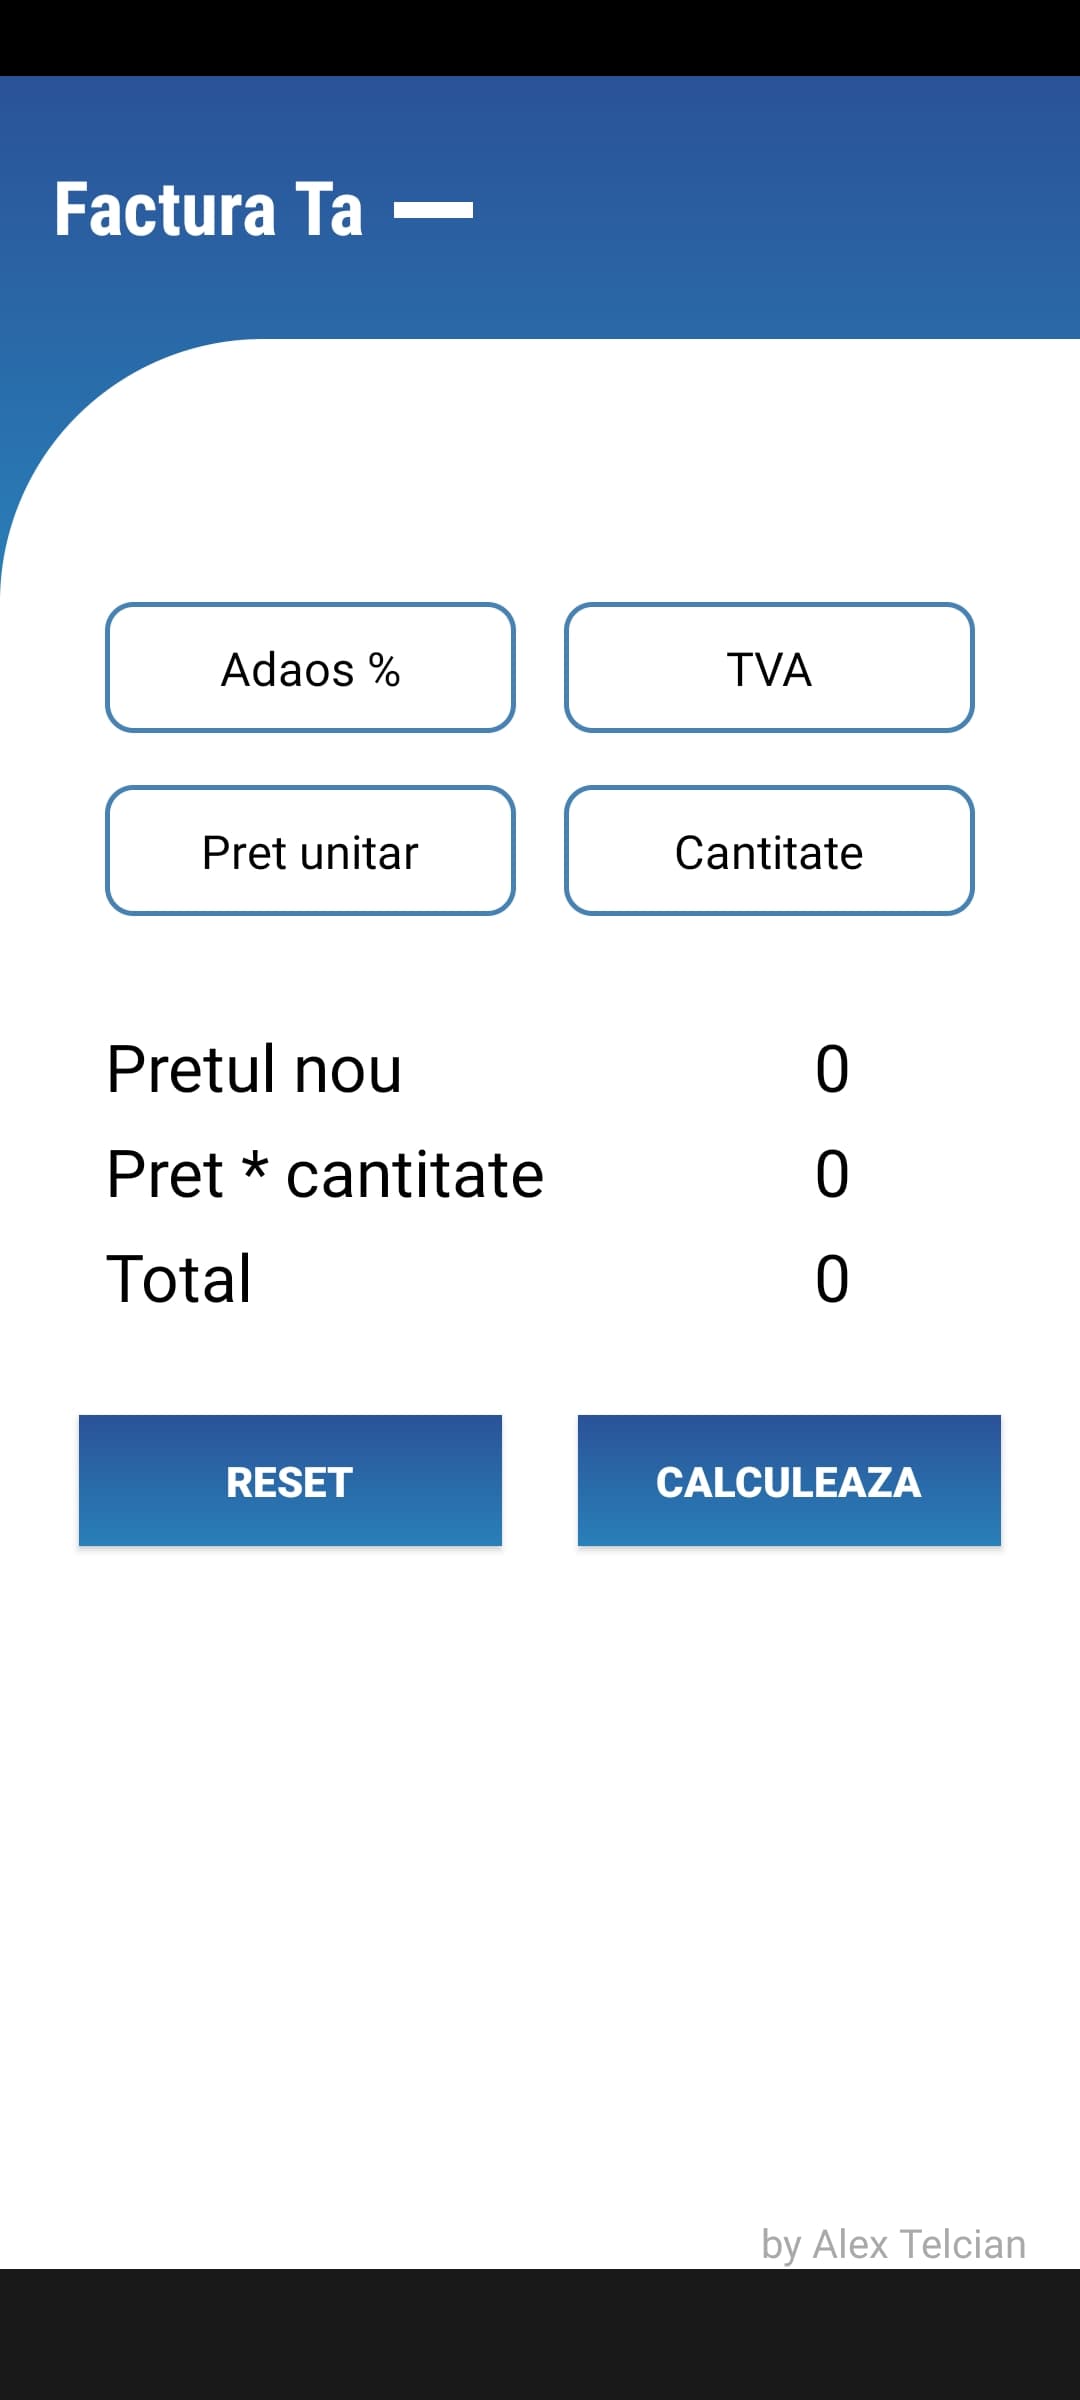 Factura Ta
Adaos %
TVA
Pret unitar
Cantitate
Pretul nou 0
Pret * cantitate 0
Total 0
RESET
CALCULEAZA
by Alex Telcian